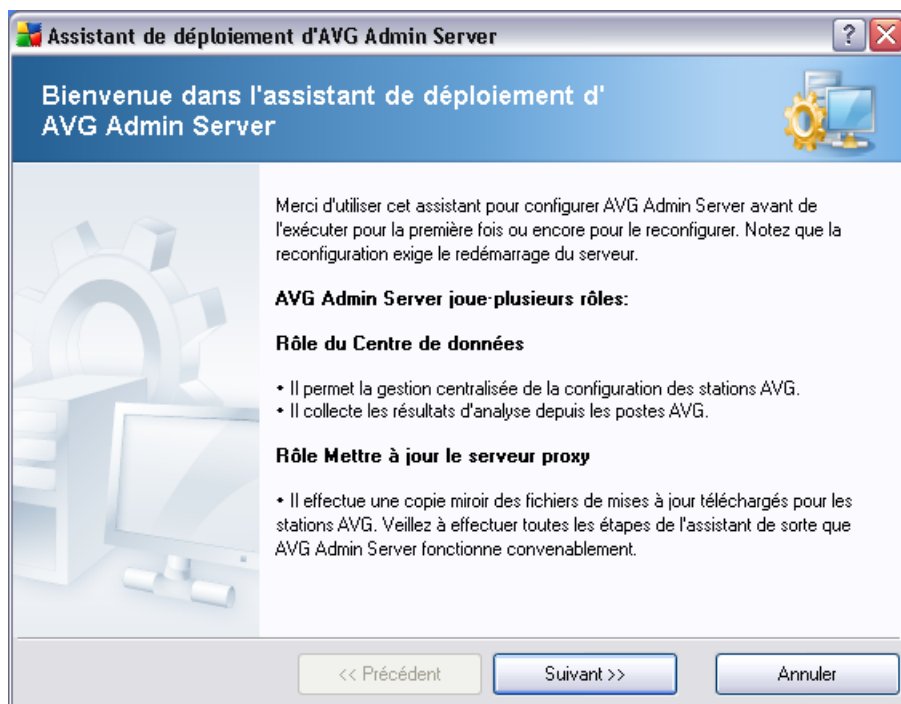 Assistant de déploiement d'AVG Admin Server
Bienvenue dans l'assistant de déploiement d'
AVG Admin Server
Merci d'utiliser cet assistant pour configurer AVG Admin Server avant de
l'exécuter pour la première fois ou encore pour le reconfigurer. Notez que la
reconfiguration exige le redémarrage du serveur.
AVG Admin Server joue-plusieurs rôles:
Rôle du Centre de données
• Il permet la gestion centralisée de la configuration des stations AVG.
• Il collecte les résultats d'analyse depuis les postes AVG.
Rôle Mettre à jour le serveur proxy
• Il effectue une copie miroir des fichiers de mises à jour téléchargés pour les
stations AVG. Veillez à effectuer toutes les étapes de l'assistant de sorte que
AVG Admin Server fonctionne convenablement.
<< Précédent
Suivant >>
Annuler